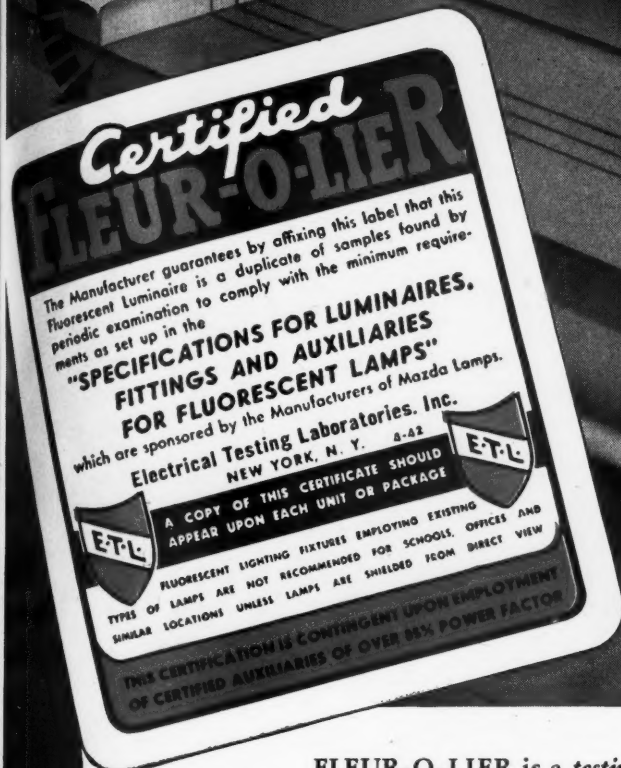 Certified
FLEUR-O-LIER
The Manufacturer guarantees by affixing this label that this
Fluorescent Luminaire is a duplicate of samples found by
periodic examination to comply with the minimum require-
ments as set up in the
"SPECIFICATIONS FOR LUMINAIRES,
FITTINGS AND AUXILIARIES
FOR FLUORESCENT LAMPS"
which are sponsored by the Manufacturers of Mazda Lamps.
Electrical Testing Laboratories, Inc.
NEW YORK, N. Y. 4-42
A COPY OF THIS CERTIFICATE SHOULD
APPEAR UPON EACH UNIT OR PACKAGE
E·T·L·
E·T·L·
FLUORESCENT LIGHTING FIXTURES EMPLOYING EXISTING
TYPES OF LAMPS ARE NOT RECOMMENDED FOR SCHOOLS, OFFICES AND
SIMILAR LOCATIONS UNLESS LAMPS ARE SHIELDED FROM DIRECT VIEW
THIS CERTIFICATION IS CONTINGENT UPON EMPLOYMENT
OF CERTIFIED AUXILIARIES OF OVER 85% POWER FACTOR
FLEUR-O-LIER is a